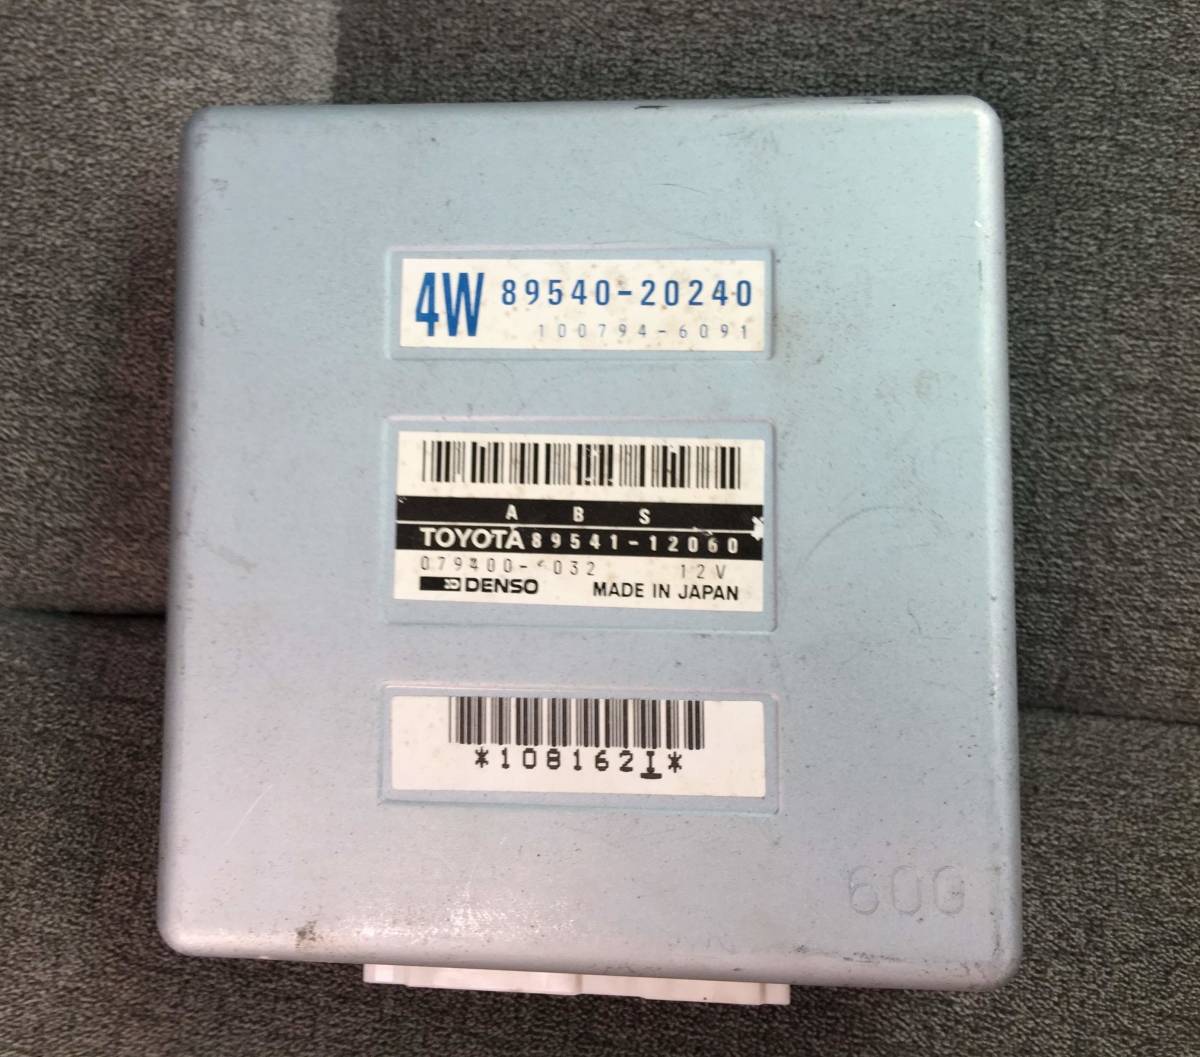 4W 89540-20240
100794-6091
A B S
TOYOTA 89541-12060
12V
DENSO MADE IN JAPAN
*108162I*
60G